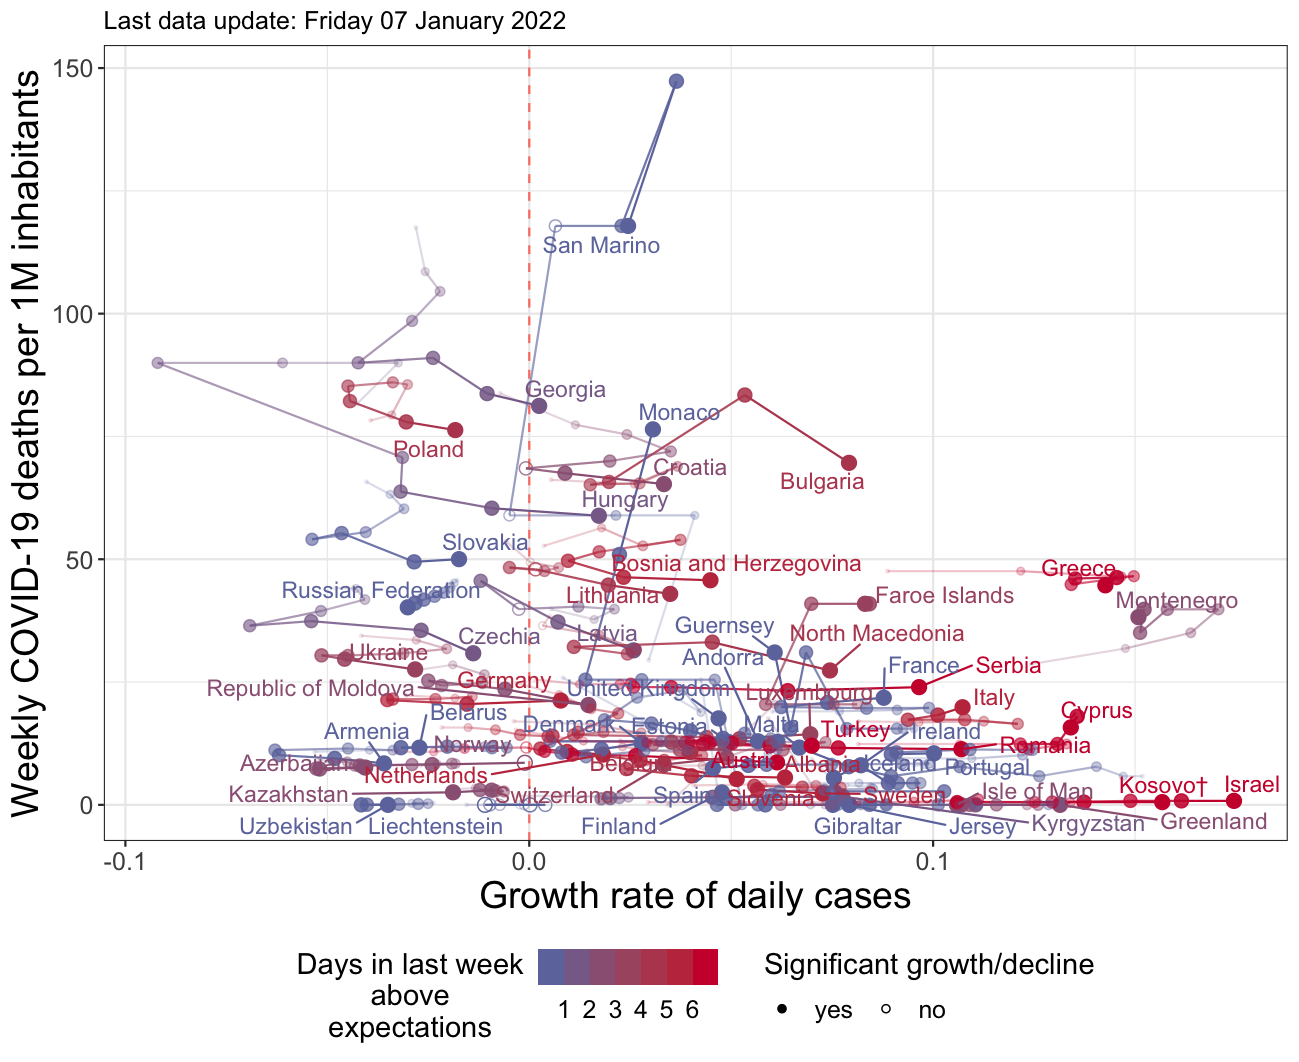 Last data update: Friday 07 January 2022
Weekly COVID-19 deaths per 1M inhabitants
150
100
50
0
San Marino
Georgia
Monaco
Poland
Croatia
Bulgaria
Hungary
Slovakia
Bosnia and Herzegovina
Greece
Russian Federation
Lithuania
Faroe Islands
Montenegro
Guernsey
Czechia
Latvia
North Macedonia
Ukraine
Andorra
France
Serbia
Republic of Moldova
Germany
United Kingdom
Luxembourg
Italy
Belarus
Cyprus
Armenia
Denmark
Estonia
Malta
Turkey
Ireland
Norway
Romania
Azerbaijan
Netherlands
Austria
Albania
Iceland
Portugal
Kazakhstan
Switzerland
Spain
Slovenia
Sweden
Isle of Man
Kosovo†
Israel
Uzbekistan
Liechtenstein
Finland
Gibraltar
Jersey
Kyrgyzstan
Greenland
-0.1
0.0
0.1
Growth rate of daily cases
Days in last week
above
expectations
1 2 3 4 5 6
Significant growth/decline
yes
no